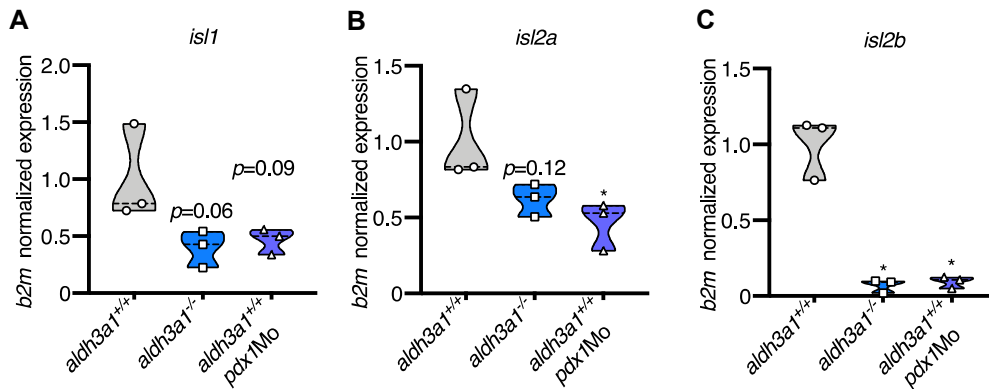 A
isl1
b2m normalized expression
2.0
1.5
1.0
0.5
0
p=0.06
p=0.09
aldh3a1+/+
aldh3a1-/-
aldh3a1+/+
pdx1Mo
B
isl2a
b2m normalized expression
1.5
1.0
0.5
0
p=0.12
*
aldh3a1+/+
aldh3a1-/-
aldh3a1+/+
pdx1Mo
C
isl2b
b2m normalized expression
1.5
1.0
0.5
0
*
*
aldh3a1+/+
aldh3a1-/-
aldh3a1+/+
pdx1Mo